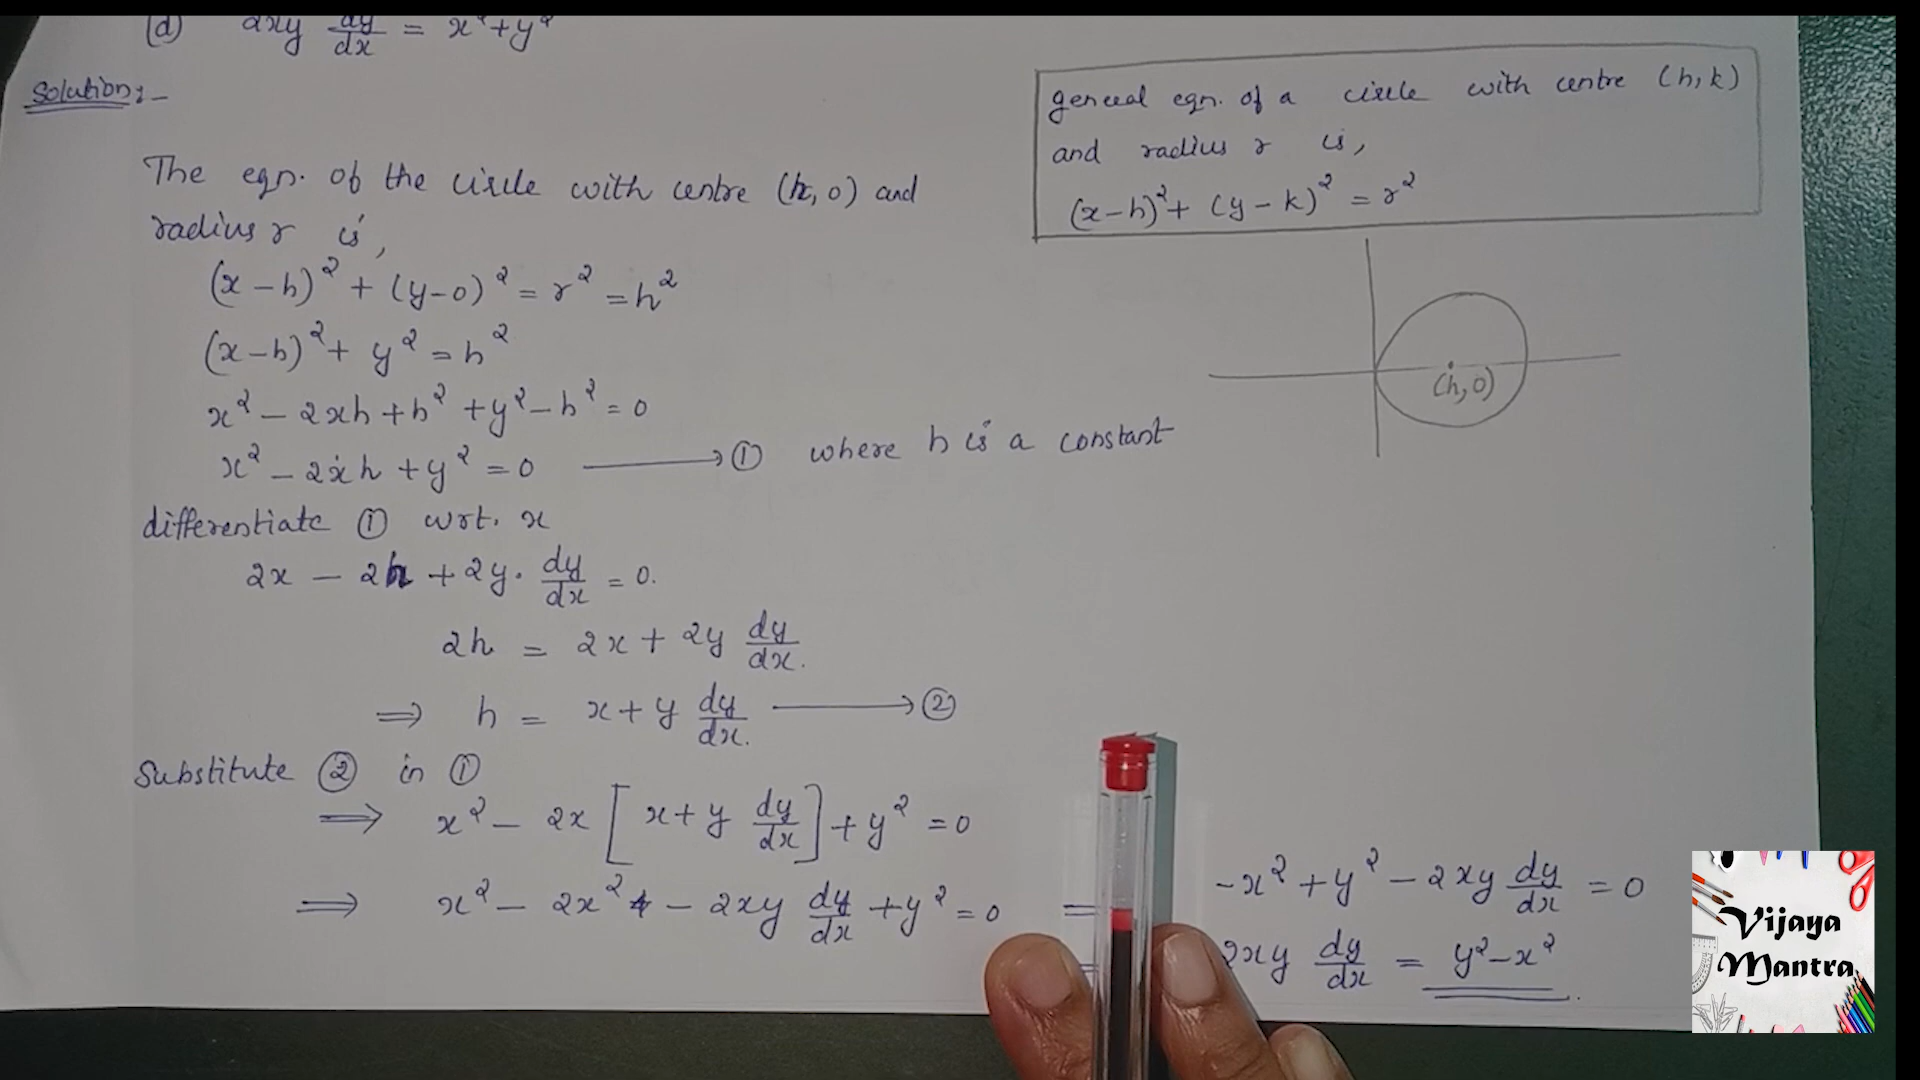 (d) 2xy dy/dx = x²+y²
Solution:-
general eqn. of a circle with centre (h,k)
and radius r is,
(x-h)²+ (y-k)² = r²
The eqn. of the circle with centre (h,0) and
radius r is,
(x-h)² + (y-0)² = r² = h²
(x-h)²+ y² = h²
x² - 2xh + h² + y² - h² = 0
x² - 2xh + y² = 0 ⟶ ① where h is a constant
(h,0)
differentiate ① wrt. x
2x - 2h + 2y. dy/dx = 0.
2h = 2x + 2y dy/dx.
⇒ h = x+y dy/dx. ⟶ ②
Substitute ② in ①
⇒ x² - 2x [x+y dy/dx] + y² = 0
⇒ x² - 2x² - 2xy dy/dx + y² = 0
-x² + y² - 2xy dy/dx = 0
2xy dy/dx = y²-x².
Vijaya
Mantra